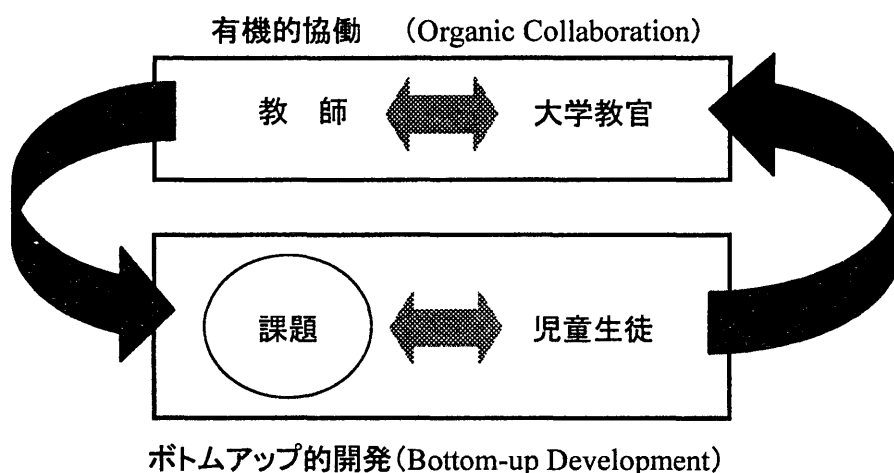 有機的協働 (Organic Collaboration)
教 師 大学教官
課題 児童生徒
ボトムアップ的開発(Bottom-up Development)